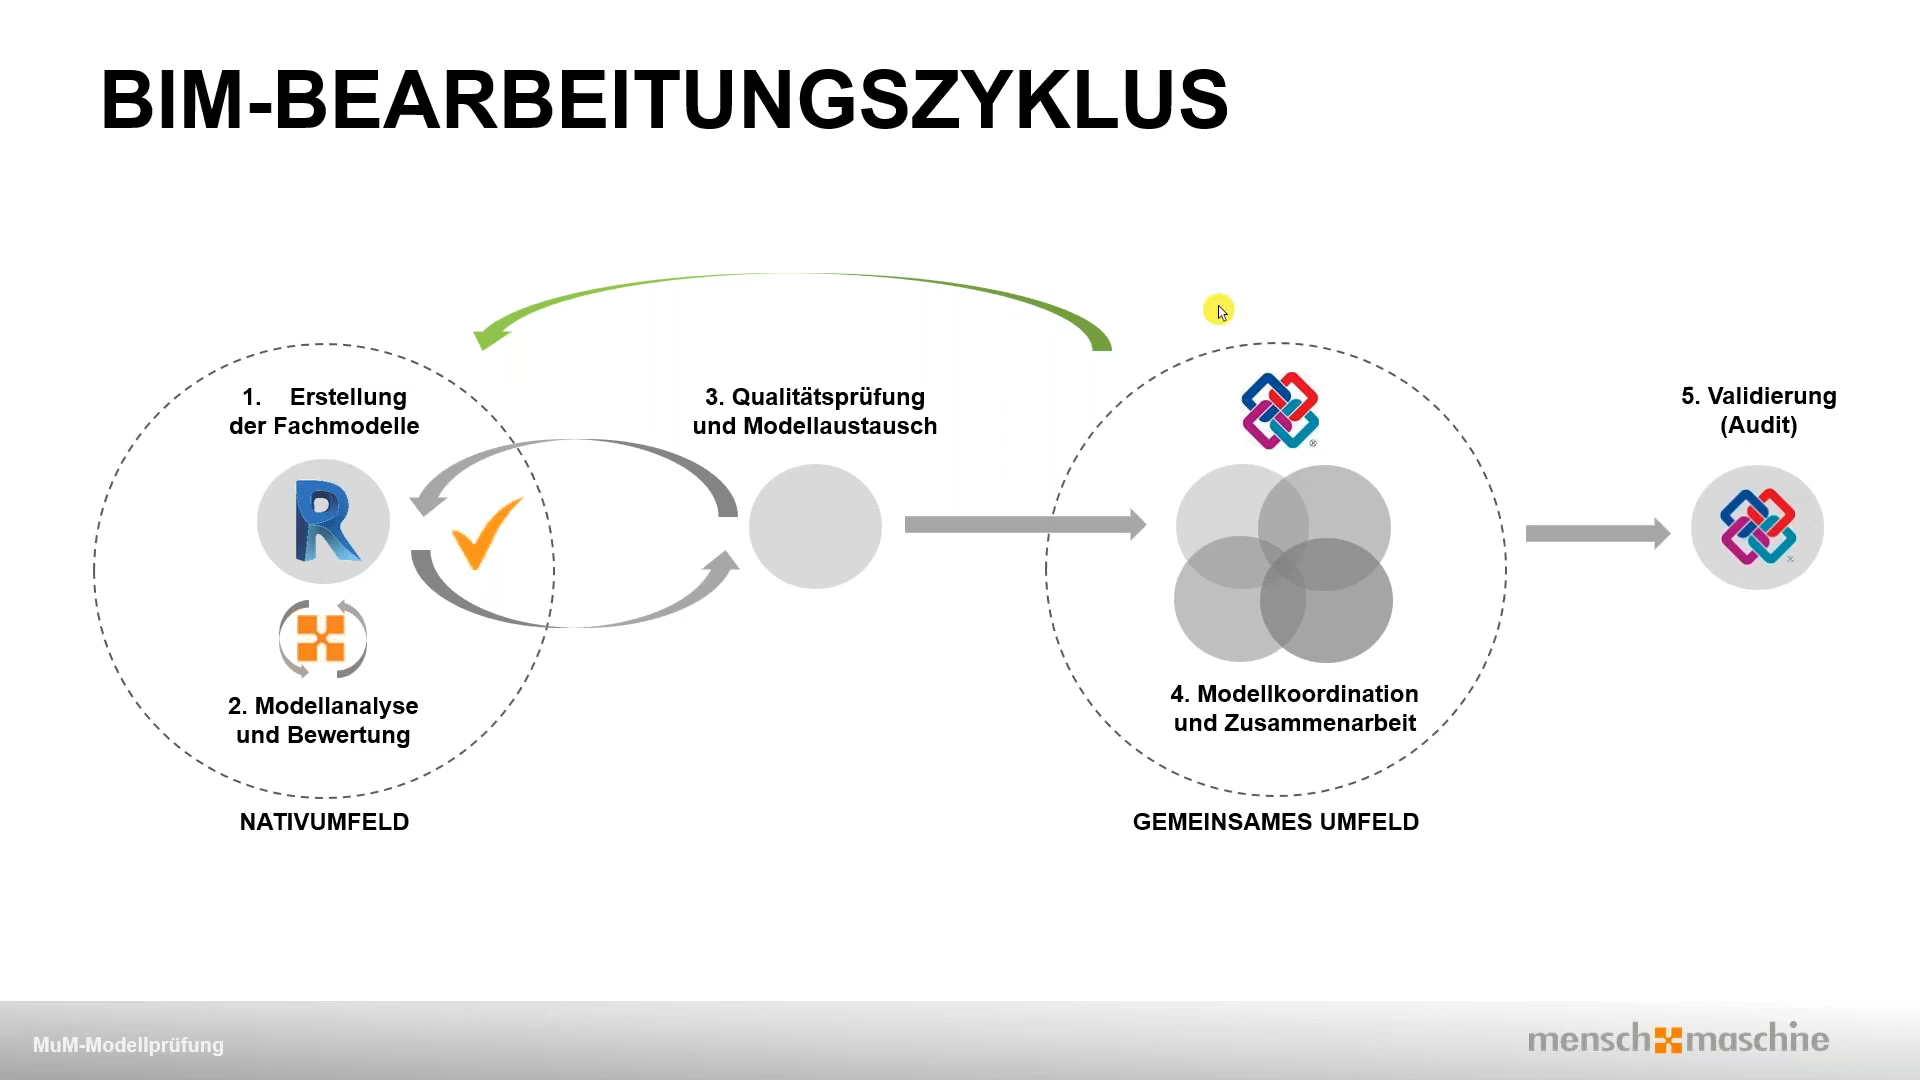 BIM-BEARBEITUNGSZYKLUS
1. Erstellung
der Fachmodelle
R
2. Modellanalyse
und Bewertung
NATIVUMFELD
3. Qualitätsprüfung
und Modellaustausch
®
4. Modellkoordination
und Zusammenarbeit
GEMEINSAMES UMFELD
5. Validierung
(Audit)
®
MuM-Modellprüfung
mensch maschine